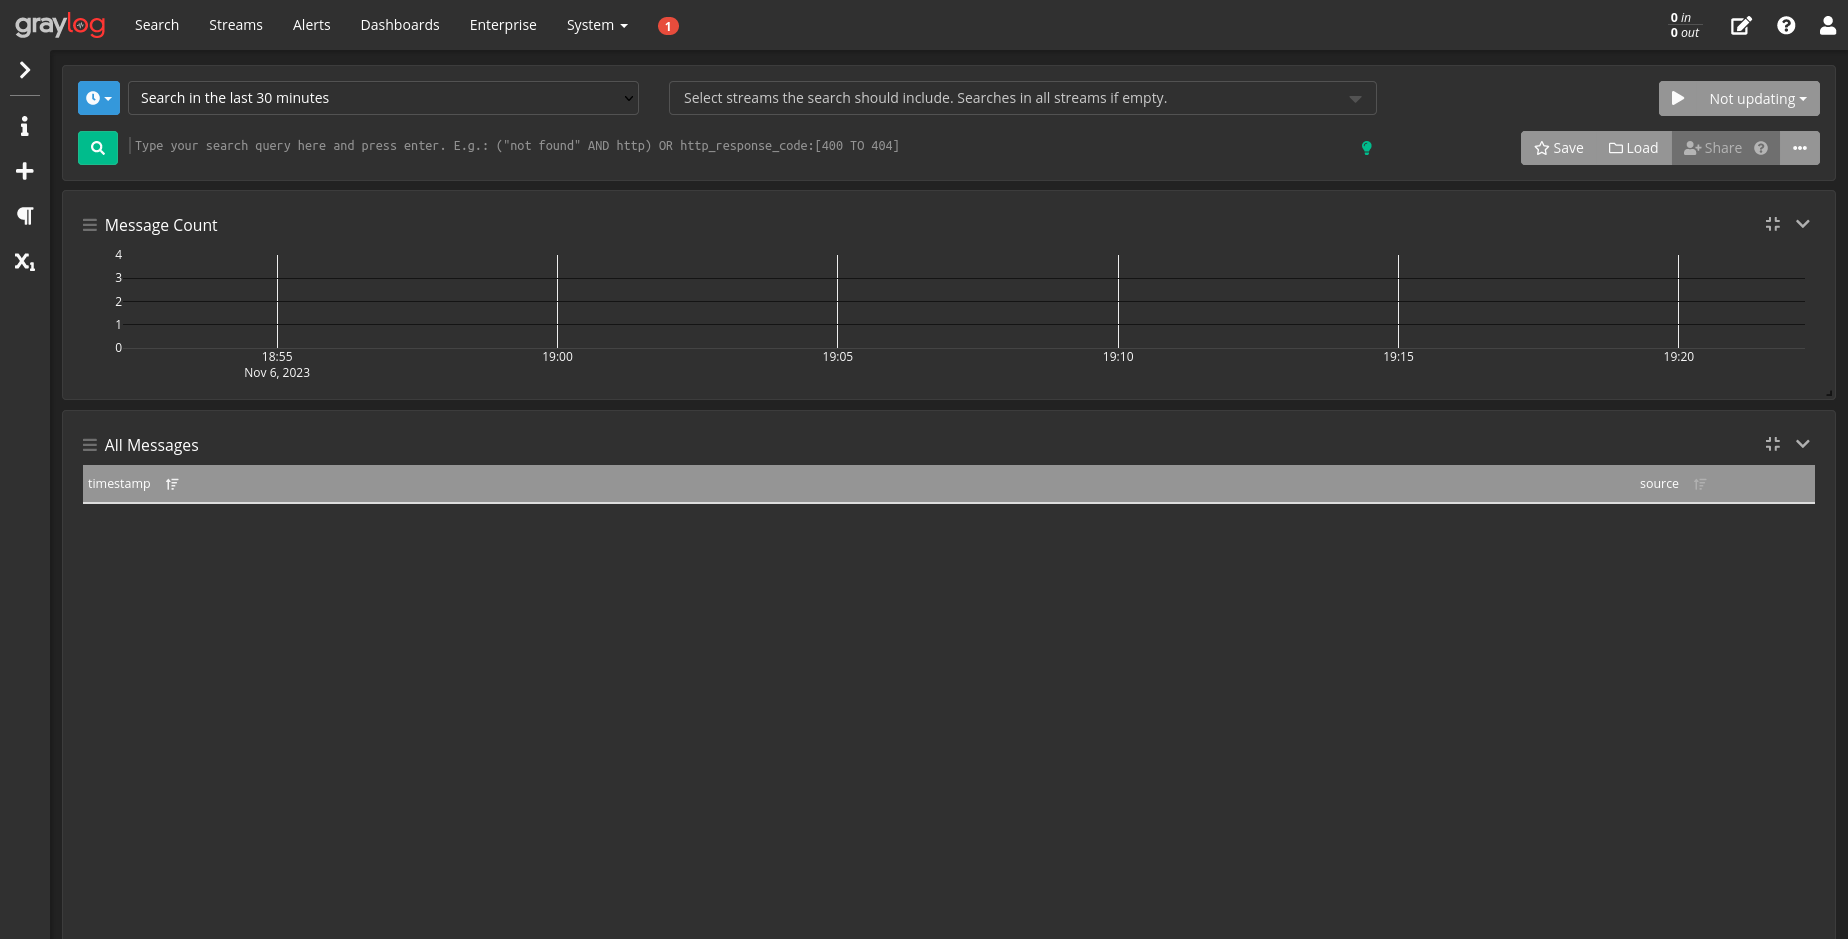 graylog Search Streams Alerts Dashboards Enterprise System 1
0 in
0 out
Search in the last 30 minutes Select streams the search should include. Searches in all streams if empty. Not updating
Type your search query here and press enter. E.g.: ("not found" AND http) OR http_response_code:[400 TO 404] Save Load Share
Message Count
4
3
2
1
0
18:55 19:00 19:05 19:10 19:15 19:20
Nov 6, 2023
All Messages
timestamp source